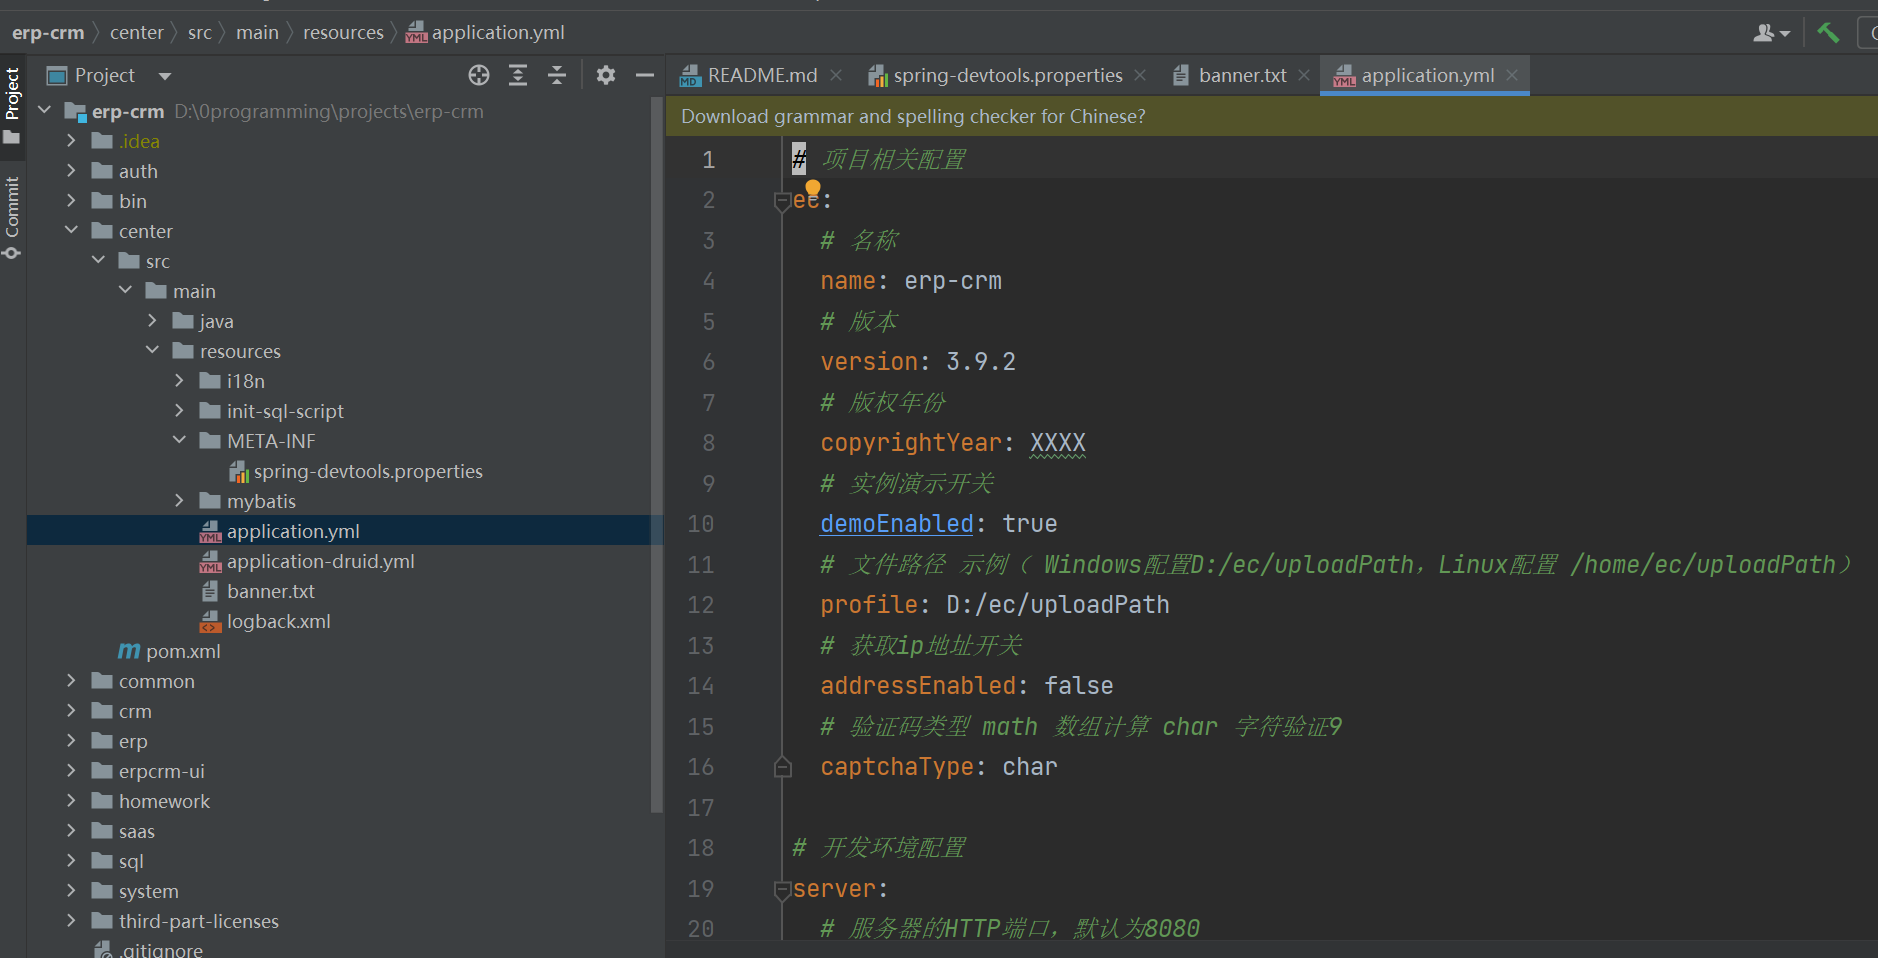 erp-crm center src main resources application.yml
Project
Commit
Project
erp-crm D:\0programming\projects\erp-crm
.idea
auth
bin
center
src
main
java
resources
i18n
init-sql-script
META-INF
spring-devtools.properties
mybatis
application.yml
application-druid.yml
banner.txt
logback.xml
pom.xml
common
crm
erp
erpcrm-ui
homework
saas
sql
system
third-part-licenses
.gitignore
README.md spring-devtools.properties banner.txt application.yml
Download grammar and spelling checker for Chinese?
1 # 项目相关配置
2 ec:
3 # 名称
4 name: erp-crm
5 # 版本
6 version: 3.9.2
7 # 版权年份
8 copyrightYear: XXXX
9 # 实例演示开关
10 demoEnabled: true
11 # 文件路径 示例（ Windows配置D:/ec/uploadPath，Linux配置 /home/ec/uploadPath）
12 profile: D:/ec/uploadPath
13 # 获取ip地址开关
14 addressEnabled: false
15 # 验证码类型 math 数组计算 char 字符验证9
16 captchaType: char
17
18 # 开发环境配置
19 server:
20 # 服务器的HTTP端口，默认为8080